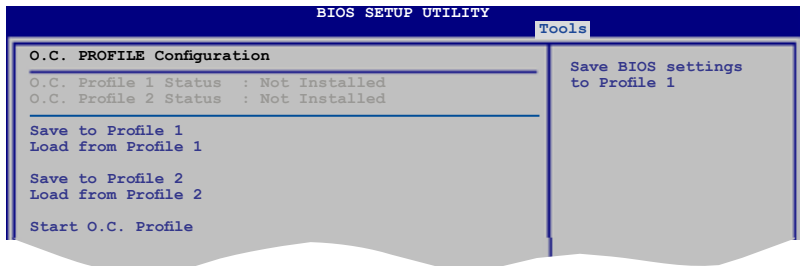 BIOS SETUP UTILITY
Tools
O.C. PROFILE Configuration
O.C. Profile 1 Status : Not Installed
O.C. Profile 2 Status : Not Installed
Save to Profile 1
Load from Profile 1
Save to Profile 2
Load from Profile 2
Start O.C. Profile
Save BIOS settings
to Profile 1